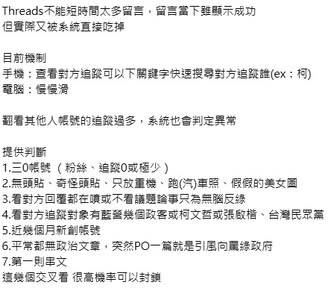 Threads不能短時間太多留言，留言當下雖顯示成功
但實際又被系統直接吃掉
目前機制
手機：查看對方追蹤可以下關鍵字快速搜尋對方追蹤誰(ex：柯)
電腦：慢慢滑
翻看其他人帳號的追蹤過多，系統也會判定異常
提供判斷
1.三0帳號 （粉絲、追蹤0或極少）
2.無頭貼、奇怪頭貼、只放重機、跑(汽)車照、假假的美女圖
3.看對方回覆都在噴或不看議題論事只為無腦反綠
4.看對方追蹤對象有藍營幾個政客或柯文哲或張啟楷、台灣民眾黨
5.近幾個月新創帳號
6.平常都無政治文章，突然PO一篇就是引風向罵綠政府
7.第一則串文
這幾個交叉看 很高機率可以封鎖